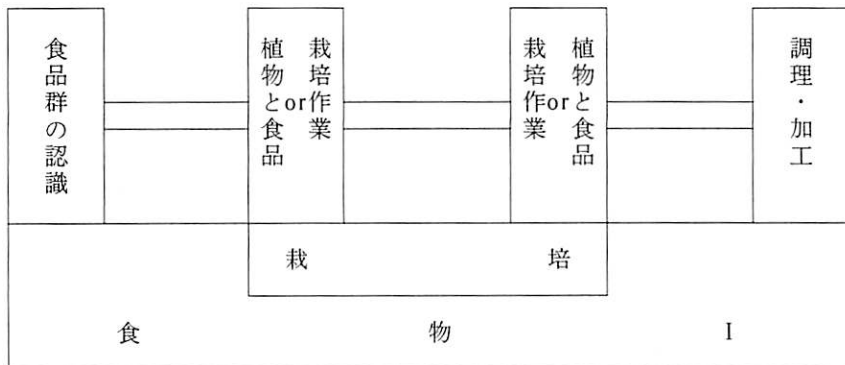 食品群の認識
栽培作業
or
植物と食品
植物と食品
or
栽培作業
調理・加工
栽培
食物I